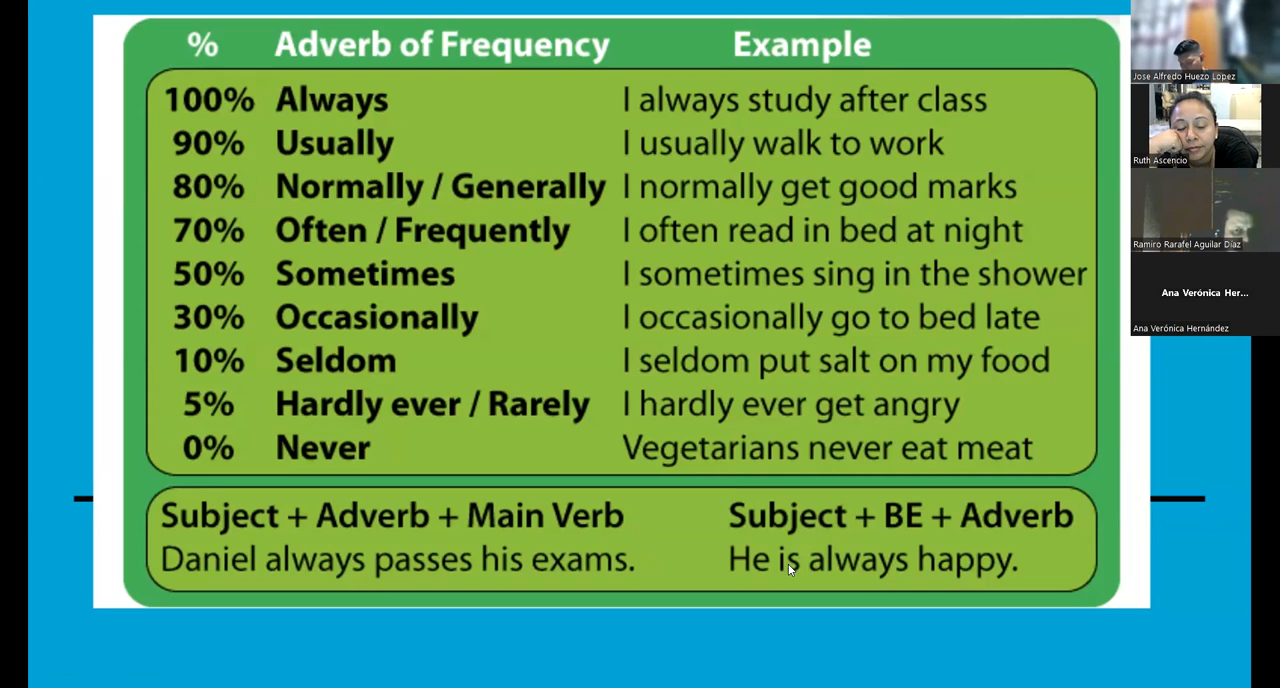 % Adverb of Frequency Example
100% Always I always study after class
90% Usually I usually walk to work
80% Normally / Generally I normally get good marks
70% Often / Frequently I often read in bed at night
50% Sometimes I sometimes sing in the shower
30% Occasionally I occasionally go to bed late
10% Seldom I seldom put salt on my food
5% Hardly ever / Rarely I hardly ever get angry
0% Never Vegetarians never eat meat
Subject + Adverb + Main Verb Subject + BE + Adverb
Daniel always passes his exams. He is always happy.
Jose Alfredo Huezo Lopez
Ruth Ascencio
Ramiro Rarafel Aguilar Díaz
Ana Verónica Her...
Ana Verónica Hernández